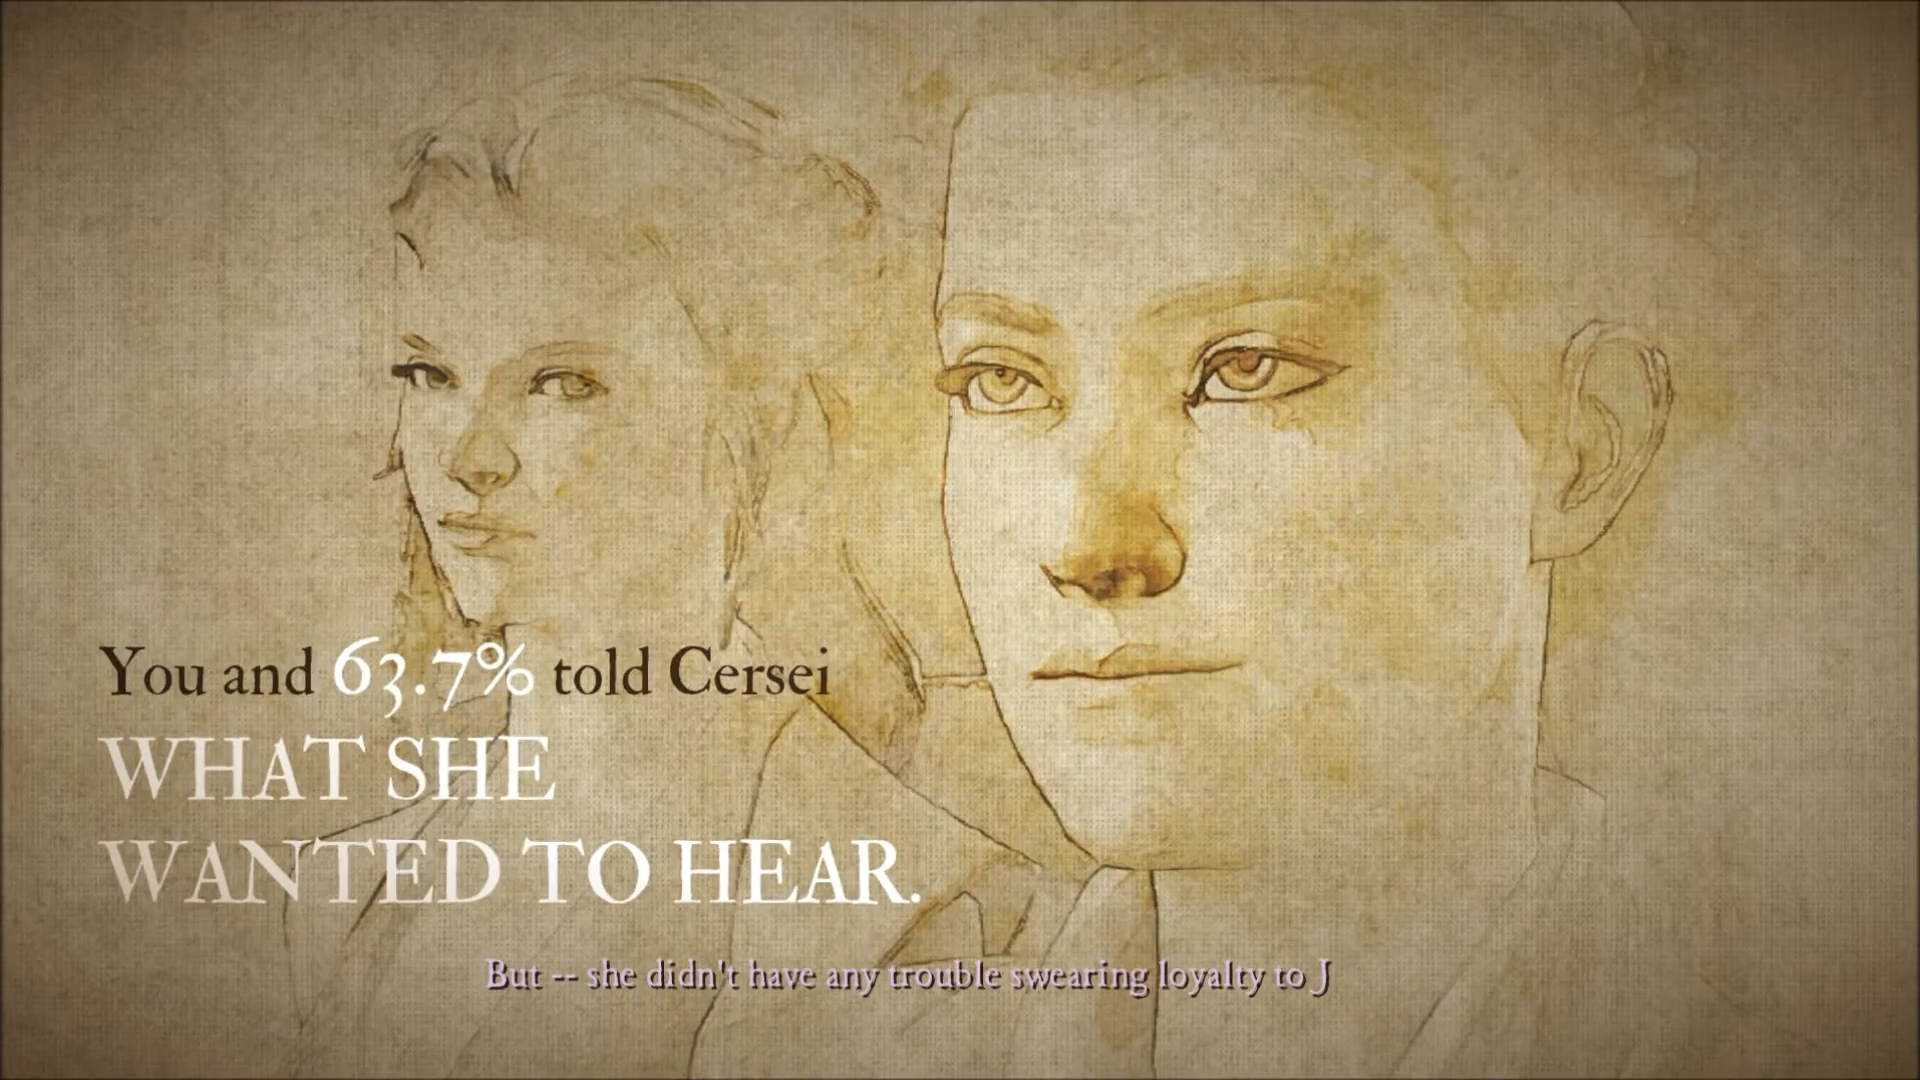 You and 63.7% told Cersei
WHAT SHE
WANTED TO HEAR.
But -- she didn't have any trouble swearing loyalty to J